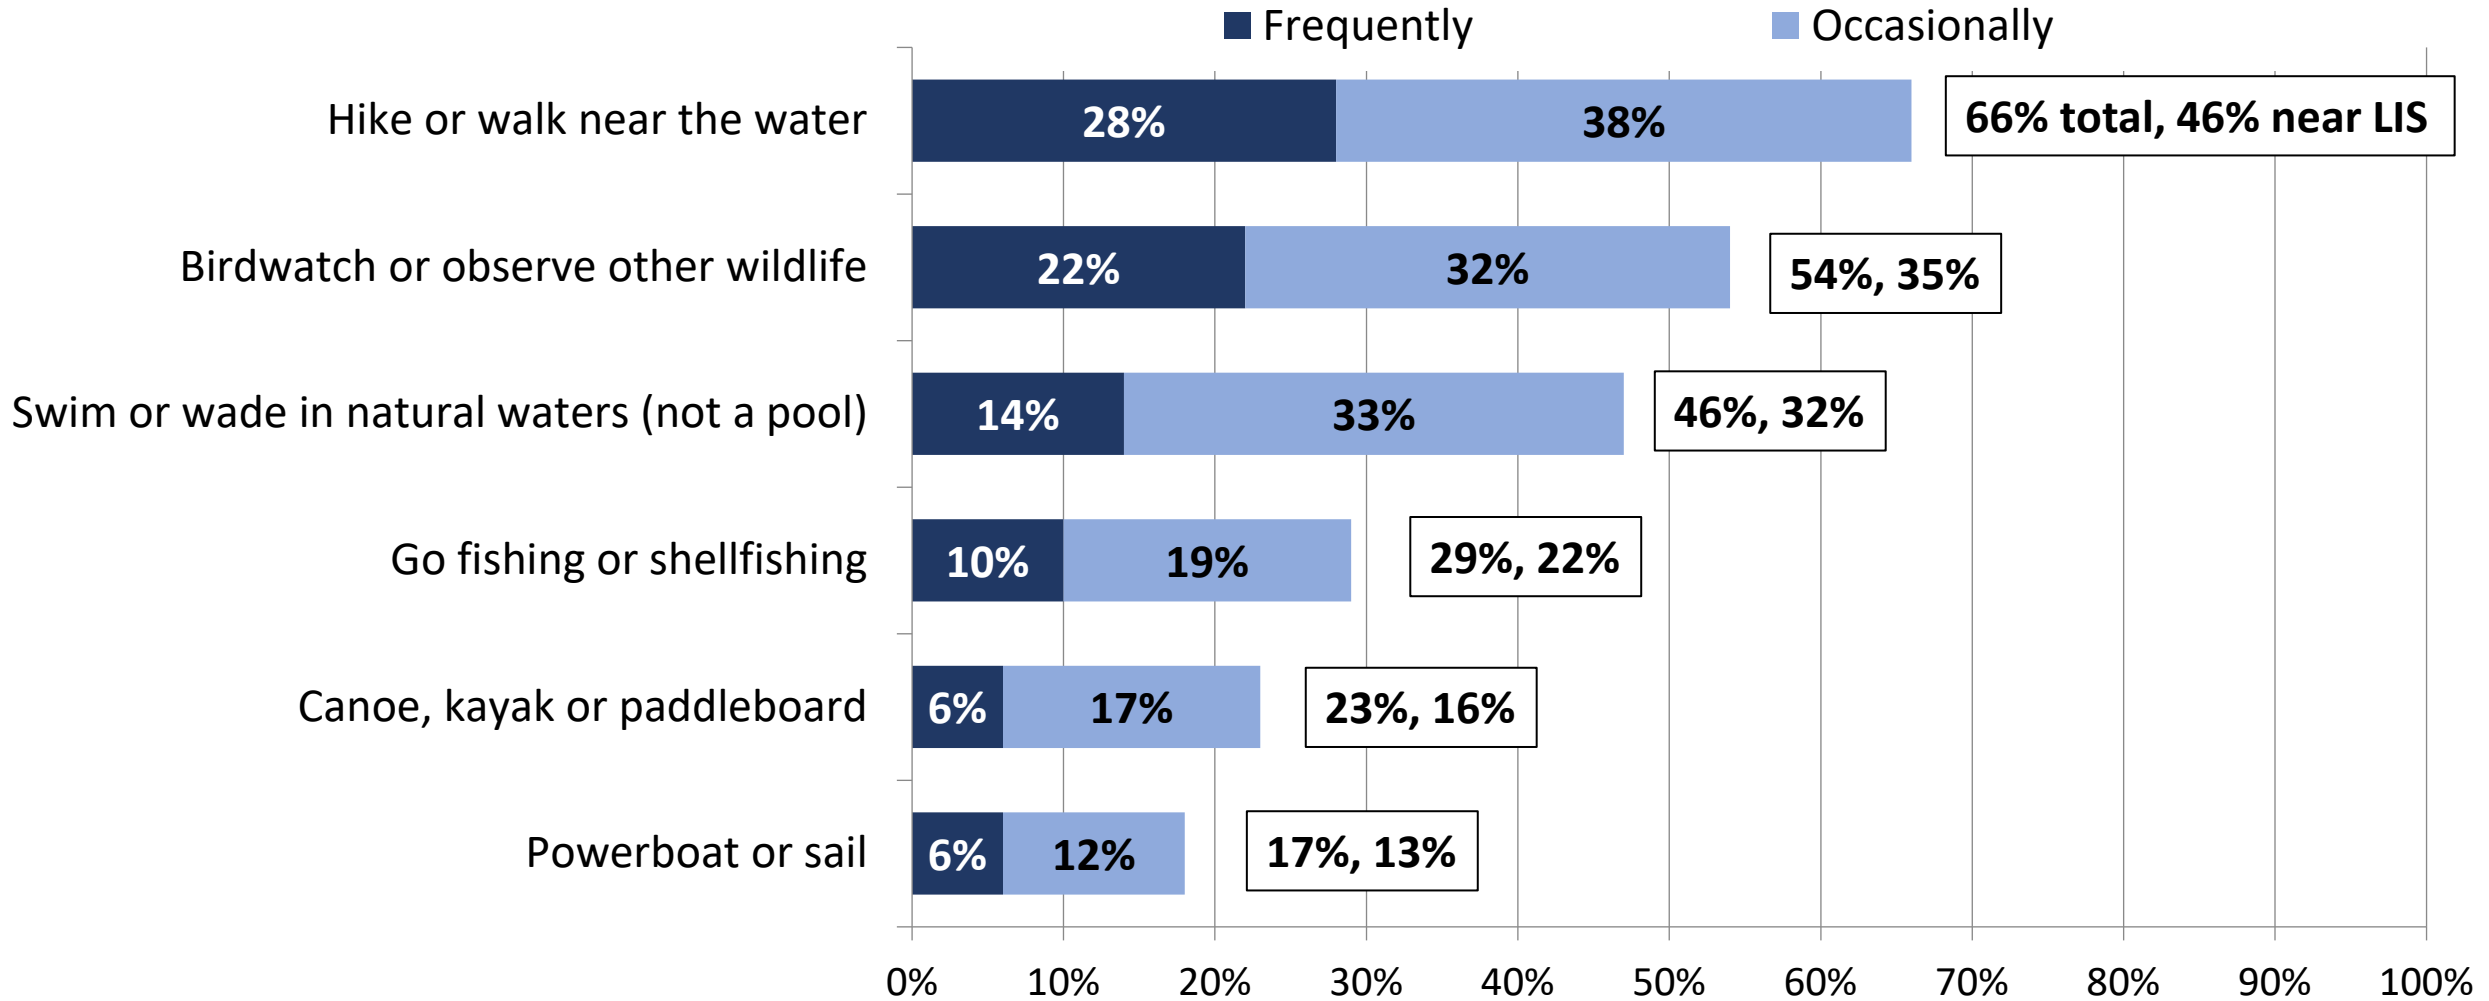 Frequently Occasionally
Hike or walk near the water 28% 38% 66% total, 46% near LIS
Birdwatch or observe other wildlife 22% 32% 54%, 35%
Swim or wade in natural waters (not a pool) 14% 33% 46%, 32%
Go fishing or shellfishing 10% 19% 29%, 22%
Canoe, kayak or paddleboard 6% 17% 23%, 16%
Powerboat or sail 6% 12% 17%, 13%
0% 10% 20% 30% 40% 50% 60% 70% 80% 90% 100%